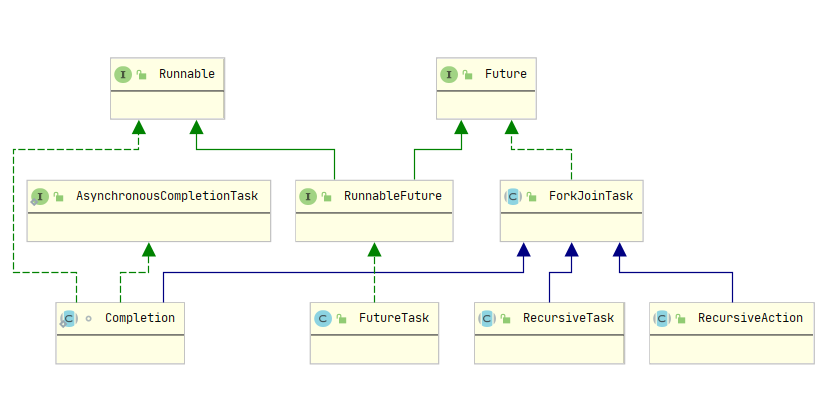 Runnable
Future
AsynchronousCompletionTask
RunnableFuture
ForkJoinTask
Completion
FutureTask
RecursiveTask
RecursiveAction